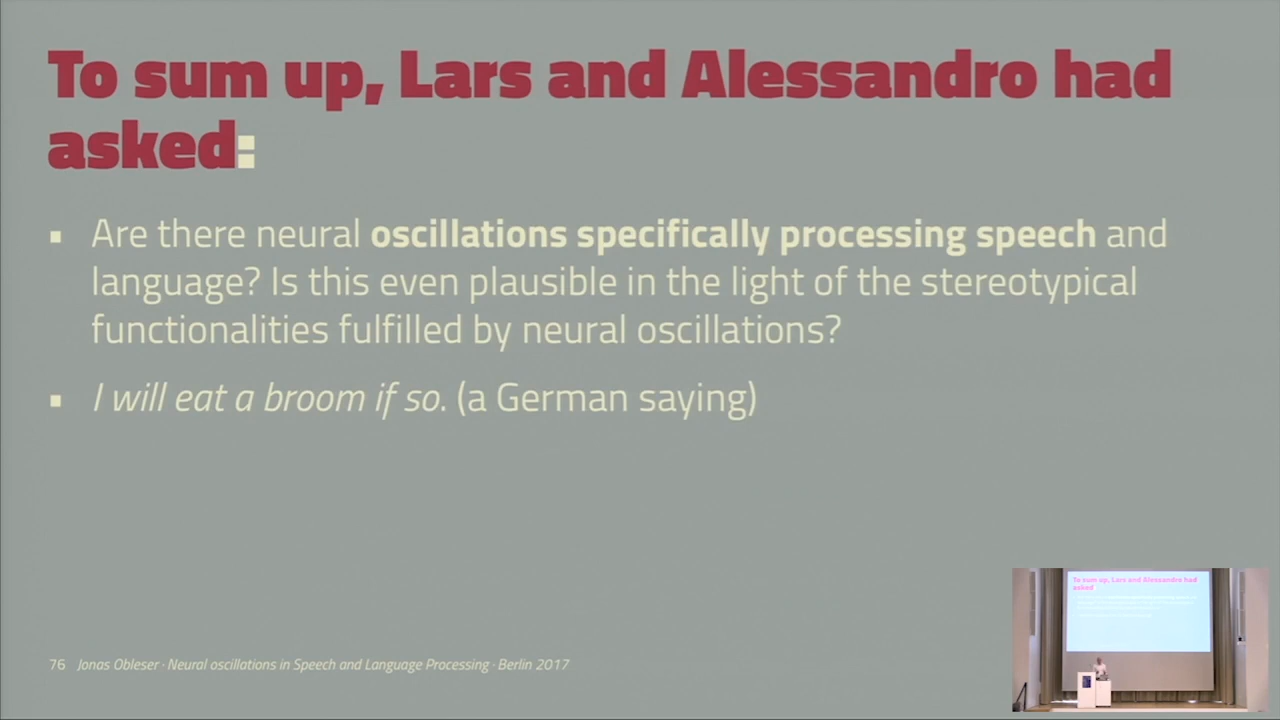 To sum up, Lars and Alessandro had
asked:
▪ Are there neural oscillations specifically processing speech and
language? Is this even plausible in the light of the stereotypical
functionalities fulfilled by neural oscillations?
▪ I will eat a broom if so. (a German saying)
76 Jonas Obleser · Neural oscillations in Speech and Language Processing · Berlin 2017
To sum up, Lars and Alessandro had
asked: